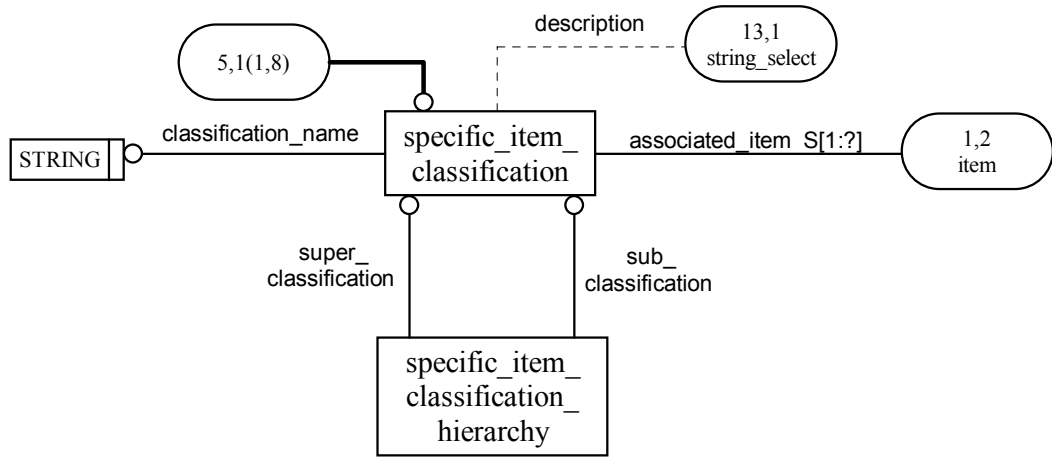 description
13,1
string_select
5,1(1,8)
classification_name
STRING
specific_item_
classification
associated_item S[1:?]
1,2
item
super_
classification
sub_
classification
specific_item_
classification_
hierarchy